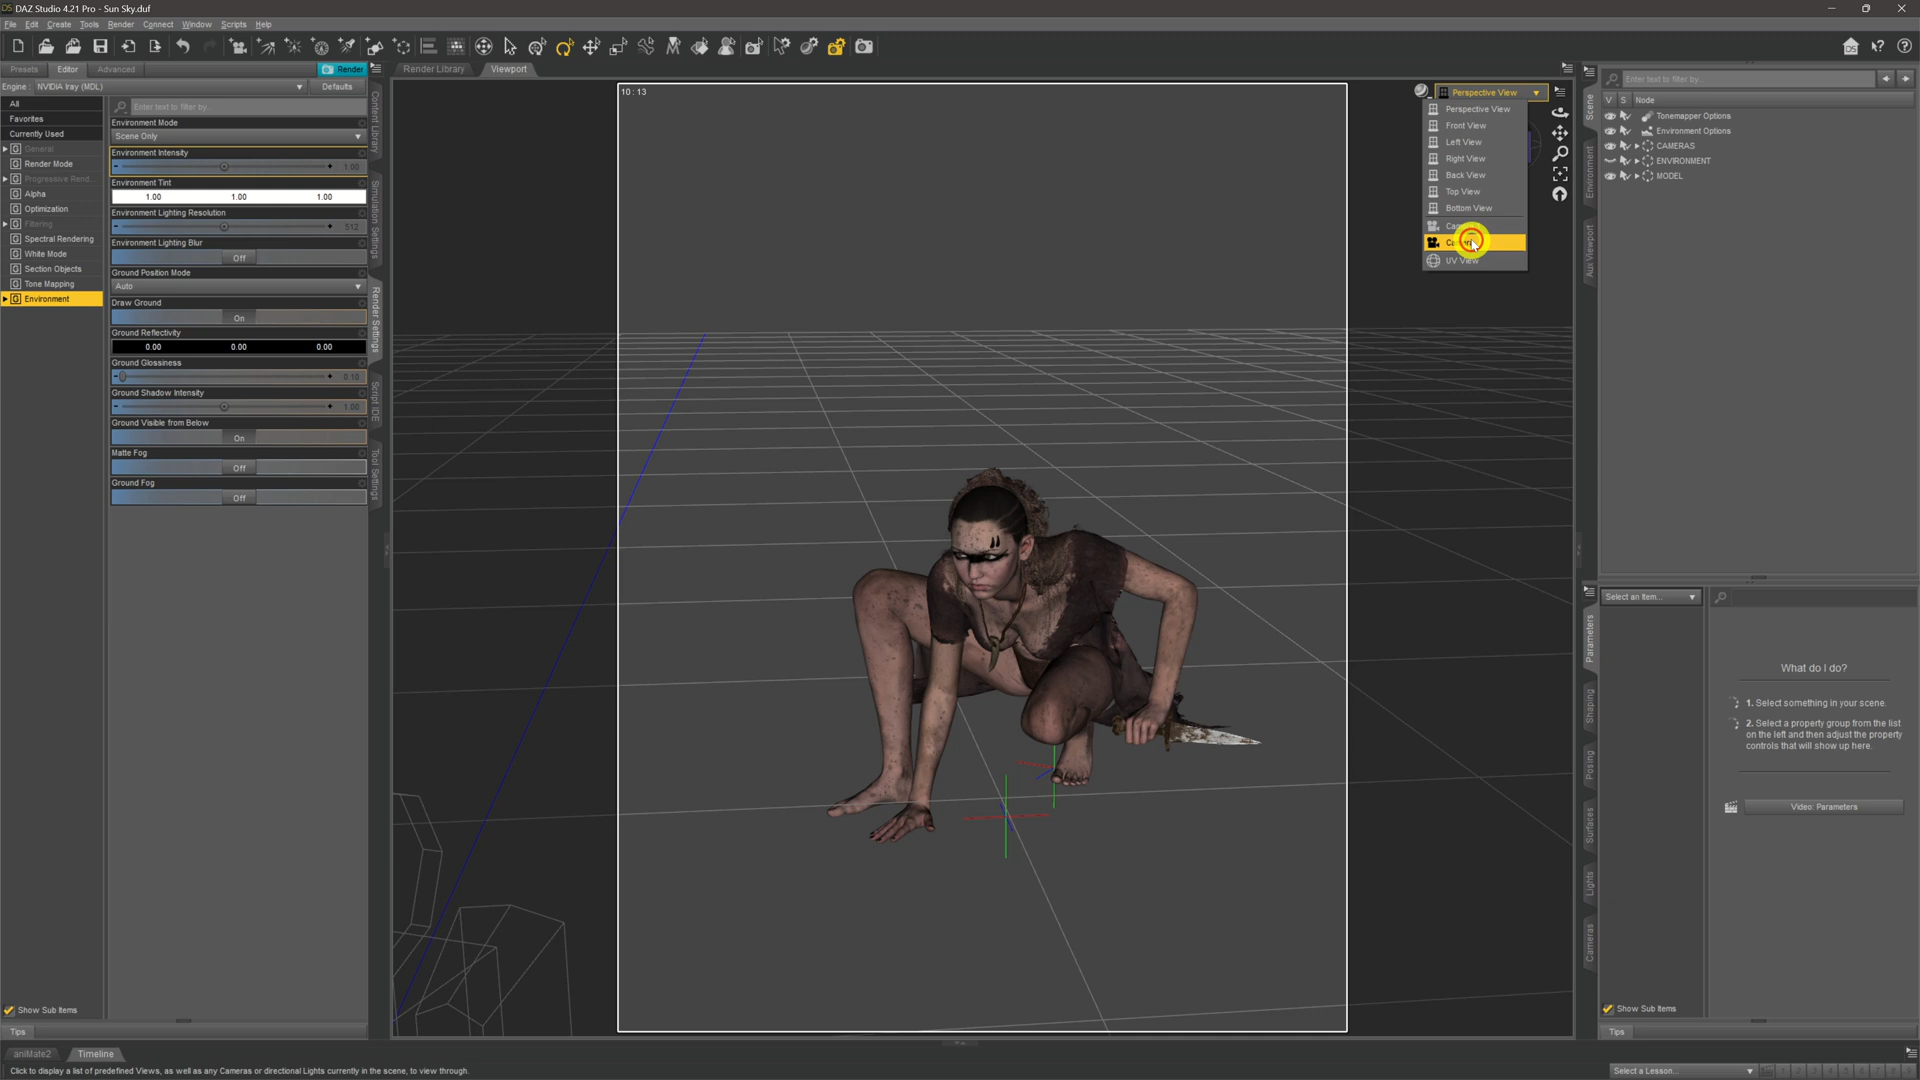 DAZ Studio 4.21 Pro - Sun Sky.duf
File Edit Create Tools Render Connect Window Scripts Help
Presets Editor Advanced Render
Engine : NVIDIA Iray (MDL) Defaults
All
Favorites
Currently Used
General
Render Mode
Progressive Rend...
Alpha
Optimization
Filtering
Spectral Rendering
White Mode
Section Objects
Tone Mapping
Environment
Show Sub Items
Tips
Enter text to filter by...
Environment Mode
Scene Only
Environment Intensity
1.00
Environment Tint
1.00 1.00 1.00
Environment Lighting Resolution
512
Environment Lighting Blur
Off
Ground Position Mode
Auto
Draw Ground
On
Ground Reflectivity
0.00 0.00 0.00
Ground Glossiness
0.10
Ground Shadow Intensity
1.00
Ground Visible from Below
On
Matte Fog
Off
Ground Fog
Off
Content Library
Simulation Settings
Render Settings
Script IDE
Tool Settings
Render Library Viewport
10 : 13
Perspective View
Perspective View
Front View
Left View
Right View
Back View
Top View
Bottom View
UV View
Scene
Environment
Aux Viewport
Enter text to filter by...
V S Node
Tonemapper Options
Environment Options
CAMERAS
ENVIRONMENT
MODEL
Parameters
Shaping
Posing
Surfaces
Lights
Cameras
Select an Item...
What do I do?
1. Select something in your scene.
2. Select a property group from the list
on the left and then adjust the property
controls that will show up here.
Video: Parameters
Show Sub Items
Tips
aniMate2 Timeline
Click to display a list of predefined Views, as well as any Cameras or directional Lights currently in the scene, to view through.
Select a Lesson...